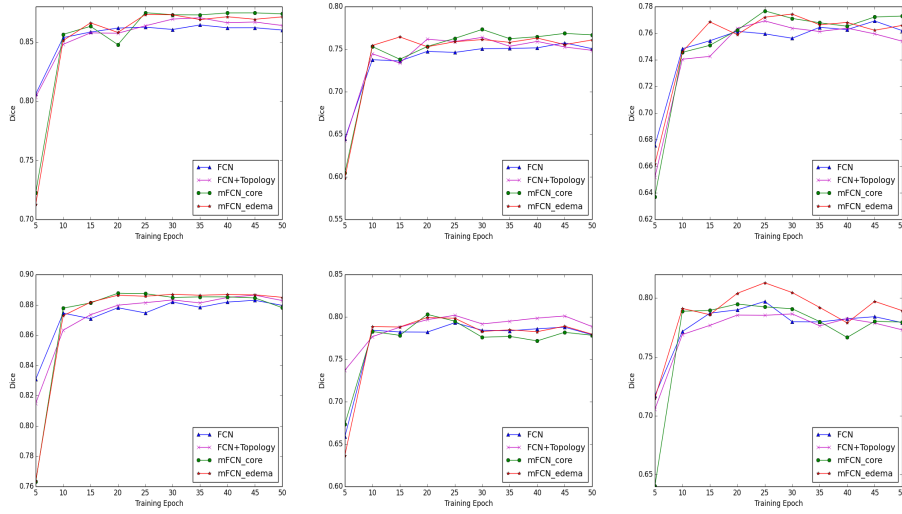 0.85
0.80
0.75
0.70
Dice
5 10 15 20 25 30 35 40 45 50
Training Epoch
FCN
FCN+Topology
mFCN_core
mFCN_edema
0.80
0.75
0.70
0.65
0.60
0.55
Dice
5 10 15 20 25 30 35 40 45 50
Training Epoch
FCN
FCN+Topology
mFCN_core
mFCN_edema
0.78
0.76
0.74
0.72
0.70
0.68
0.66
0.64
0.62
Dice
5 10 15 20 25 30 35 40 45
Training Epoch
FCN
FCN+Topology
mFCN_core
mFCN_edema
0.90
0.88
0.86
0.84
0.82
0.80
0.78
0.76
Dice
5 10 15 20 25 30 35 40 45 50
Training Epoch
FCN
FCN+Topology
mFCN_core
mFCN_edema
0.85
0.80
0.75
0.70
0.65
0.60
Dice
5 10 15 20 25 30 35 40 45 50
Training Epoch
FCN
FCN+Topology
mFCN_core
mFCN_edema
0.80
0.75
0.70
0.65
Dice
5 10 15 20 25 30 35 40 45
Training Epoch
FCN
FCN+Topology
mFCN_core
mFCN_edema